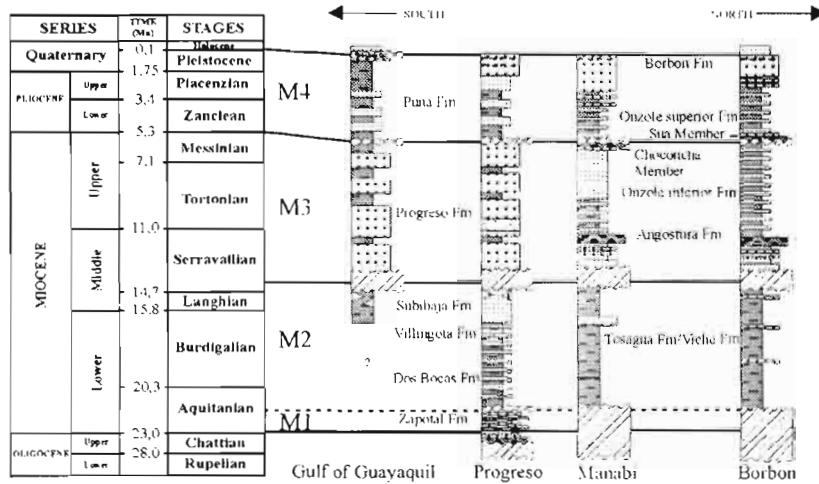 SOUTH NORTH
SERIES TIME (Ma) STAGES
Holocene
Quaternary 0,1 Pleistocene
1.75
PLIOCENE Upper Piacenzian
3,4
Lower Zanclean
5,3
MIOCENE Upper Messinian
7,1
Tortonian
11.0
Middle Serravallian
14,7
Langhian
15.8
Lower Burdigalian
20,3
Aquitanian
23,0
OLIGOCENE Upper Chattian
28.0
Lower Rupelian
M4
M3
M2
M1
Puna Fm
Borbon Fm
Onzole superior Fm
Sua Member
Choconcha Member
Progreso Fm
Onzole inferior Fm
Angostura Fm
Subibaja Fm
Villingota Fm
Tosagua Fm/Viche Fm
?
Dos Bocas Fm
Zapotal Fm
Gulf of Guayaquil Progreso Manabi Borbon